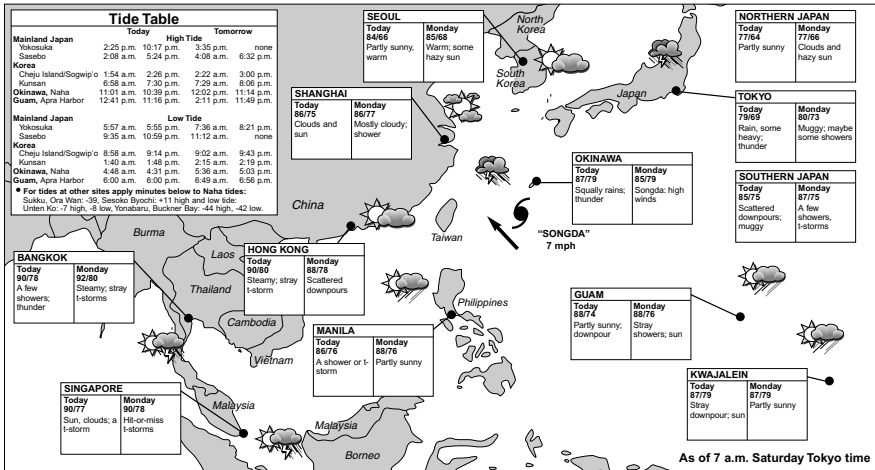 Tide Table
Today Tomorrow
High Tide
Mainland Japan
Yokosuka 2:25 p.m. 10:17 p.m. 3:35 p.m. none
Sasebo 2:08 a.m. 5:24 p.m. 4:08 a.m. 6:32 p.m.
Korea
Cheju Island/Sogwip'o 1:54 a.m. 2:26 p.m. 2:22 a.m. 3:00 p.m.
Kunsan 6:58 a.m. 7:30 p.m. 7:29 a.m. 8:06 p.m.
Okinawa, Naha 11:01 a.m. 10:39 p.m. 12:02 p.m. 11:14 p.m.
Guam, Apra Harbor 12:41 p.m. 11:16 p.m. 2:11 p.m. 11:49 p.m.
Mainland Japan Low Tide
Yokosuka 5:57 a.m. 5:55 p.m. 7:36 a.m. 8:21 p.m.
Sasebo 9:35 a.m. 10:59 p.m. 11:12 a.m. none
Korea
Cheju Island/Sogwip'o 8:58 a.m. 9:14 p.m. 9:02 a.m. 9:43 p.m.
Kunsan 1:40 a.m. 1:48 p.m. 2:15 a.m. 2:19 p.m.
Okinawa, Naha 4:48 a.m. 4:31 p.m. 5:36 a.m. 5:03 p.m.
Guam, Apra Harbor 6:00 a.m. 6:00 p.m. 6:49 a.m. 6:56 p.m.
• For tides at other sites apply minutes below to Naha tides:
Sukku, Ora Wan: -39, Sesoko Byochi: +11 high and low tide:
Unten Ko: -7 high, -8 low, Yonabaru, Buckner Bay: -44 high, -42 low.
SEOUL
Today Monday
84/66 85/68
Partly sunny, Warm; some
warm hazy sun
North
Korea
South
Korea
Japan
NORTHERN JAPAN
Today Monday
77/64 77/66
Partly sunny Clouds and
hazy sun
SHANGHAI
Today Monday
86/75 86/77
Clouds and Mostly cloudy;
sun shower
TOKYO
Today Monday
79/69 80/73
Rain, some Muggy; maybe
heavy; some showers
thunder
OKINAWA
Today Monday
87/79 85/79
Squally rains; Songda: high
thunder winds
SOUTHERN JAPAN
Today Monday
85/75 87/75
Scattered A few
downpours; showers,
muggy t-storms
China
Taiwan
"SONGDA"
7 mph
Burma
Laos
Thailand
Cambodia
Vietnam
HONG KONG
Today Monday
90/80 88/78
Steamy; stray Scattered
t-storm downpours
BANGKOK
Today Monday
90/78 92/80
A few Steamy; stray
showers; t-storms
thunder
Philippines
GUAM
Today Monday
88/74 88/76
Partly sunny; Stray
downpour showers; sun
MANILA
Today Monday
86/76 88/76
A shower or t- Partly sunny
storm
KWAJALEIN
Today Monday
87/79 87/79
Stray Partly sunny
downpour; sun
SINGAPORE
Today Monday
90/77 90/78
Sun, clouds; a Hit-or-miss
t-storm t-storms
Malaysia
Malaysia
Borneo
As of 7 a.m. Saturday Tokyo time